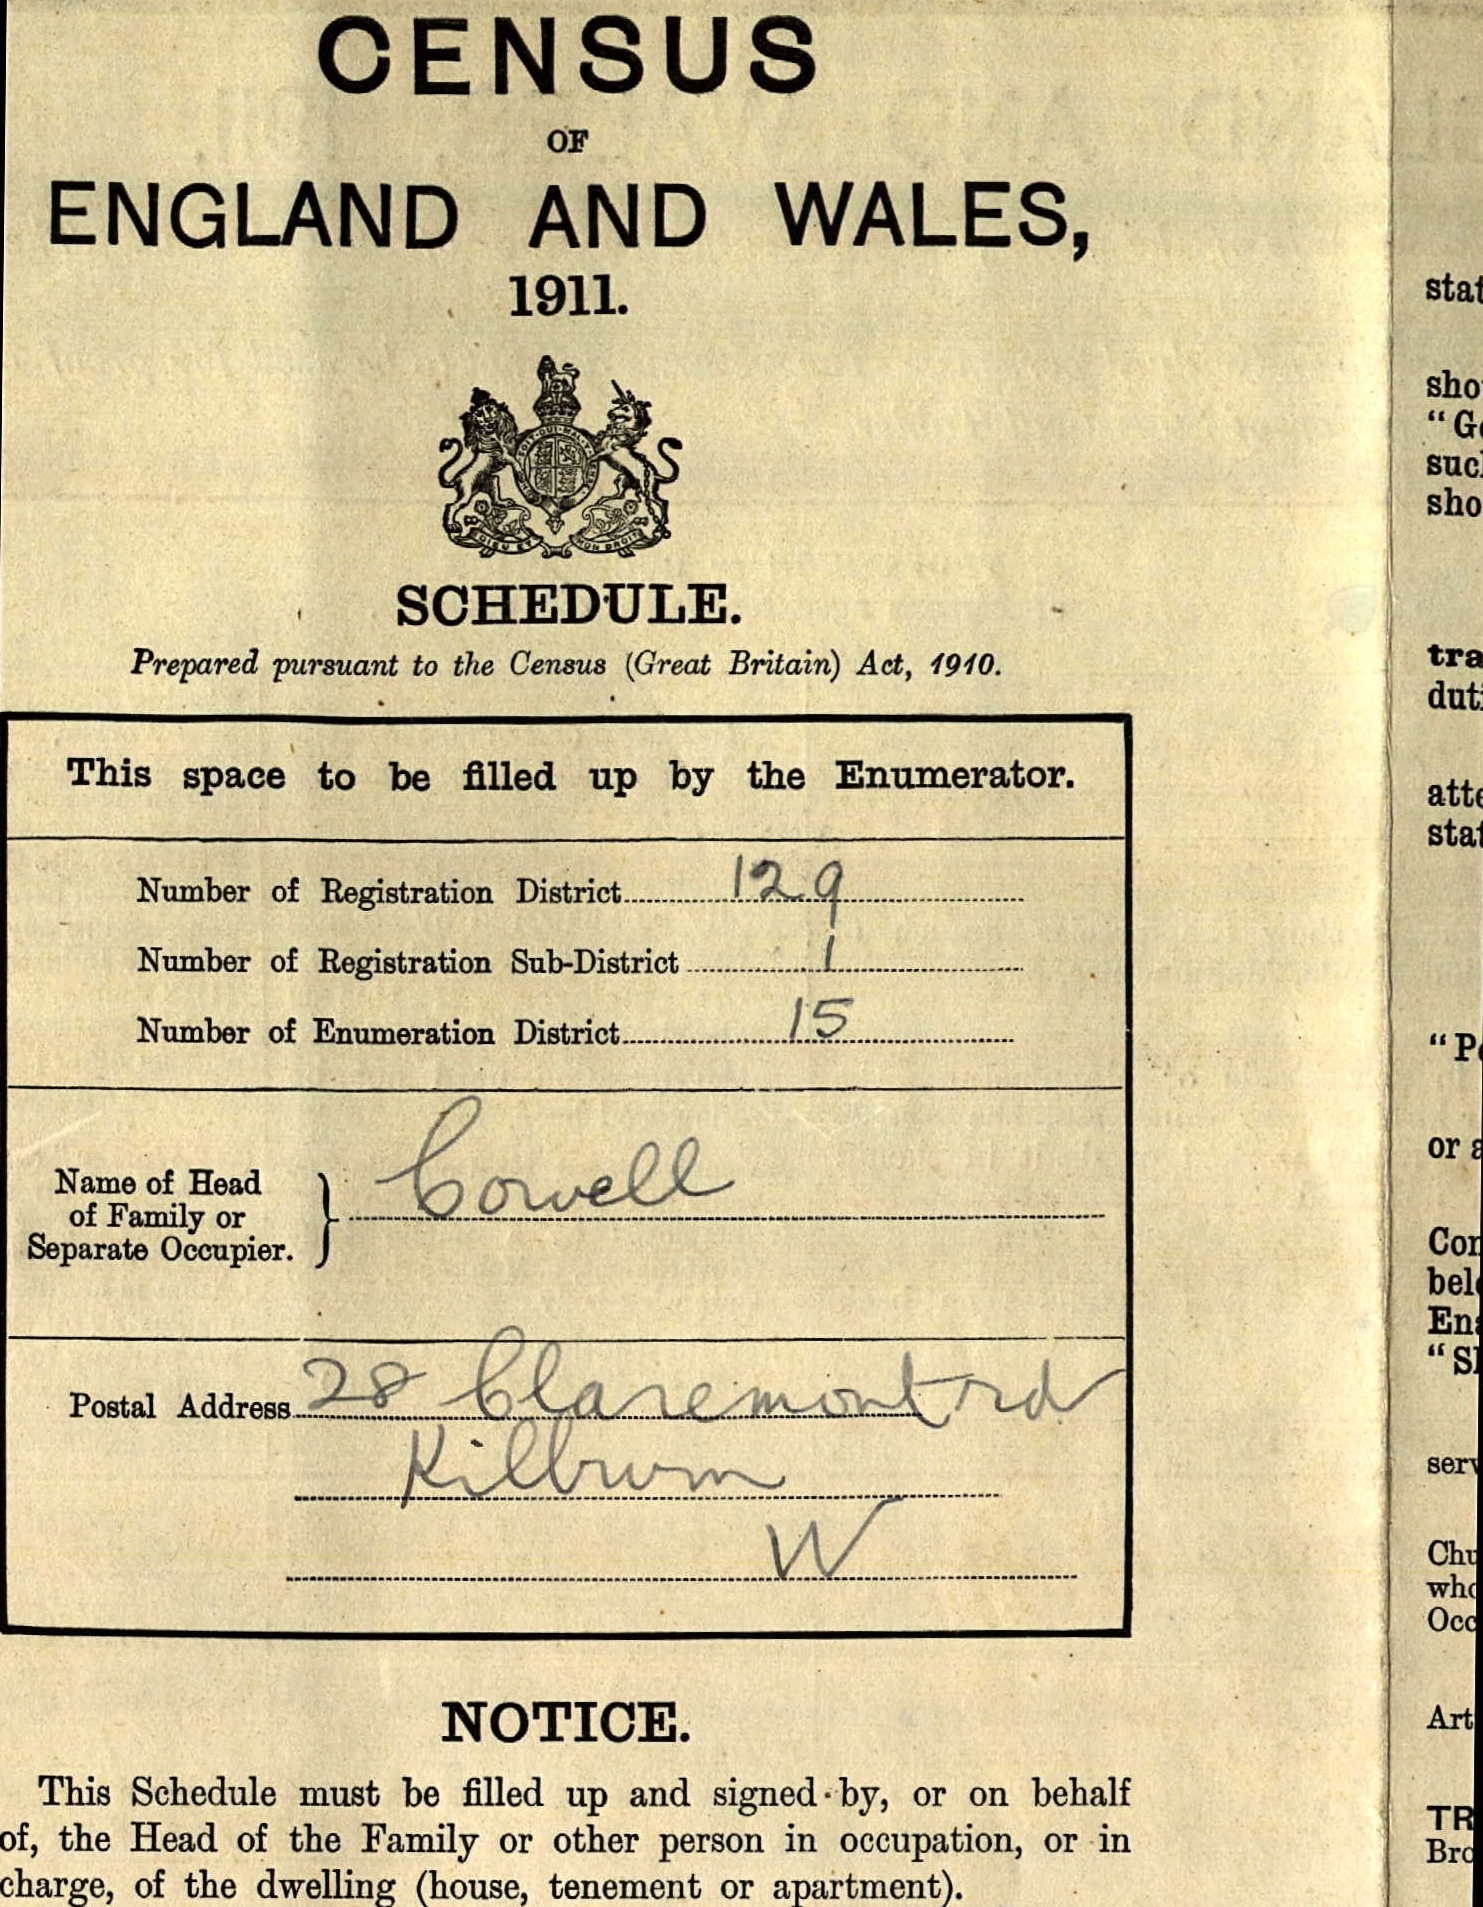 CENSUS
OF
ENGLAND AND WALES,
1911.
SCHEDULE.
Prepared pursuant to the Census (Great Britain) Act, 1910.
This space to be filled up by the Enumerator.
Number of Registration District 129
Number of Registration Sub-District 1
Number of Enumeration District 15
Name of Head
of Family or
Separate Occupier. } Cowell
Postal Address 28 Claremont rd
Kilburn
W
NOTICE.
This Schedule must be filled up and signed by, or on behalf
of, the Head of the Family or other person in occupation, or in
charge, of the dwelling (house, tenement or apartment).
stat
sho
"Ge
suc
sho
tra
duti
atte
stat
"Pe
or a
Con
belo
En
"Sh
serv
Chu
who
Occ
Art
TR
Bro